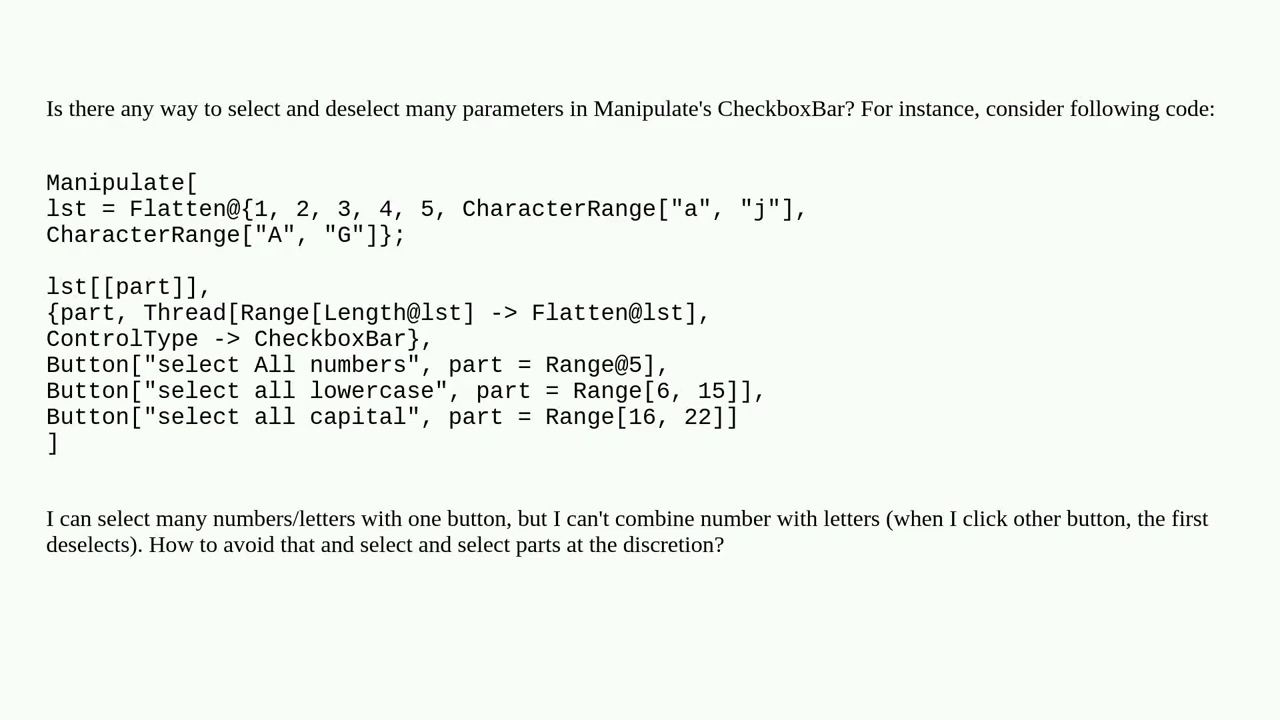 Is there any way to select and deselect many parameters in Manipulate's CheckboxBar? For instance, consider following code:
Manipulate[
lst = Flatten@{1, 2, 3, 4, 5, CharacterRange["a", "j"],
CharacterRange["A", "G"]};
lst[[part]],
{part, Thread[Range[Length@lst] -> Flatten@lst],
ControlType -> CheckboxBar},
Button["select All numbers", part = Range@5],
Button["select all lowercase", part = Range[6, 15]],
Button["select all capital", part = Range[16, 22]]
]
I can select many numbers/letters with one button, but I can't combine number with letters (when I click other button, the first
deselects). How to avoid that and select and select parts at the discretion?